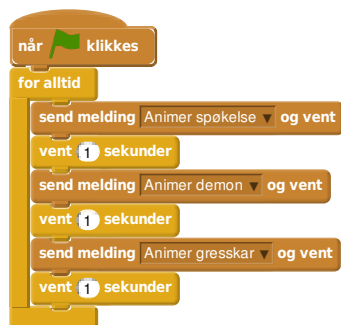 når klikkes
for alltid
send melding Animer spøkelse og vent
vent 1 sekunder
send melding Animer demon og vent
vent 1 sekunder
send melding Animer gresskar og vent
vent 1 sekunder